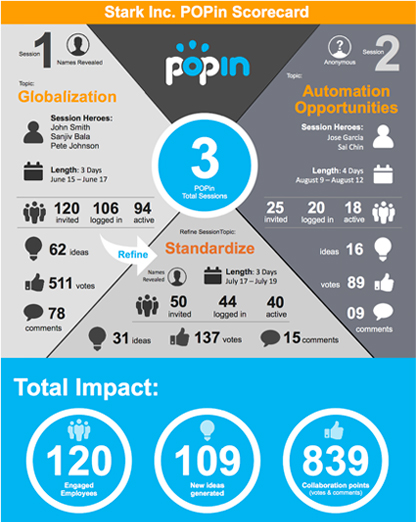 Stark Inc. POPin Scorecard
Session
1
Names Revealed
Topic:
Globalization
Session Heroes:
John Smith
Sanjiv Bala
Pete Johnson
Length: 3 Days
June 15 – June 17
120 invited
106 logged in
94 active
62 ideas
511 votes
78 comments
popin
3
POPin
Total Sessions
Anonymous
Session
2
Topic:
Automation
Opportunities
Session Heroes:
Jose Garcia
Sai Chin
Length: 4 Days
August 9 – August 12
25 invited
20 logged in
18 active
ideas 16
votes 89
09 comments
Refine
Refine SessionTopic:
Standardize
Names
Revealed
Length: 3 Days
July 17 – July 19
50 invited
44 logged in
40 active
31 ideas
137 votes
15 comments
Total Impact:
120
Engaged
Employees
109
New ideas
generated
839
Collaboration points
(votes & comments)